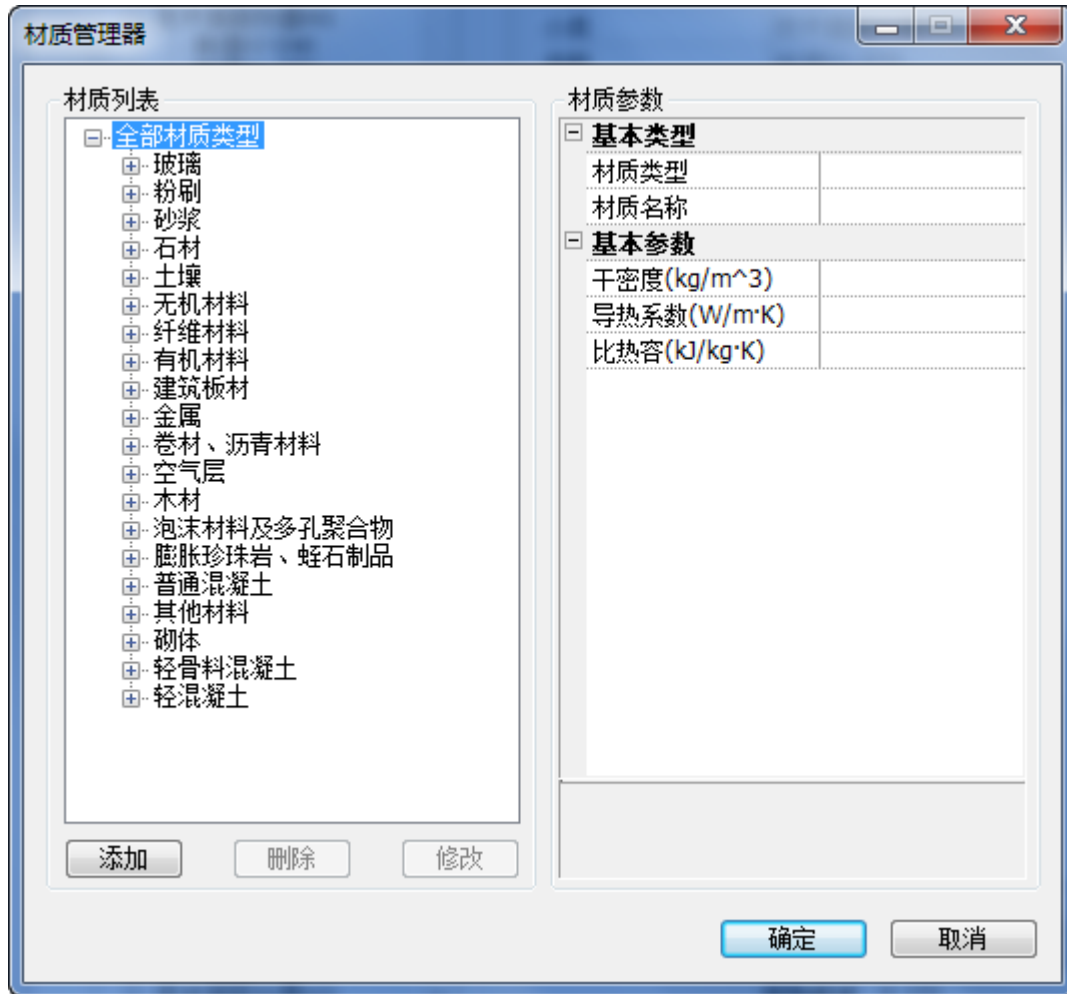 材质管理器
材质列表
全部材质类型
玻璃
粉刷
砂浆
石材
土壤
无机材料
纤维材料
有机材料
建筑板材
金属
卷材、沥青材料
空气层
木材
泡沫材料及多孔聚合物
膨胀珍珠岩、蛭石制品
普通混凝土
其他材料
砌体
轻骨料混凝土
轻混凝土
添加 删除 修改
材质参数
基本类型
材质类型
材质名称
基本参数
干密度(kg/m^3)
导热系数(W/m·K)
比热容(kJ/kg·K)
确定 取消